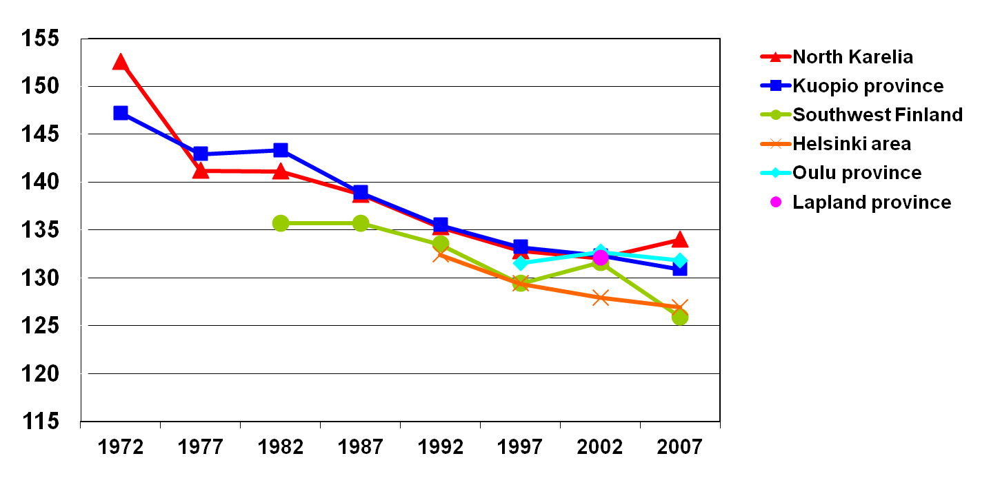 155
150
145
140
135
130
125
120
115
1972 1977 1982 1987 1992 1997 2002 2007
North Karelia
Kuopio province
Southwest Finland
Helsinki area
Oulu province
Lapland province